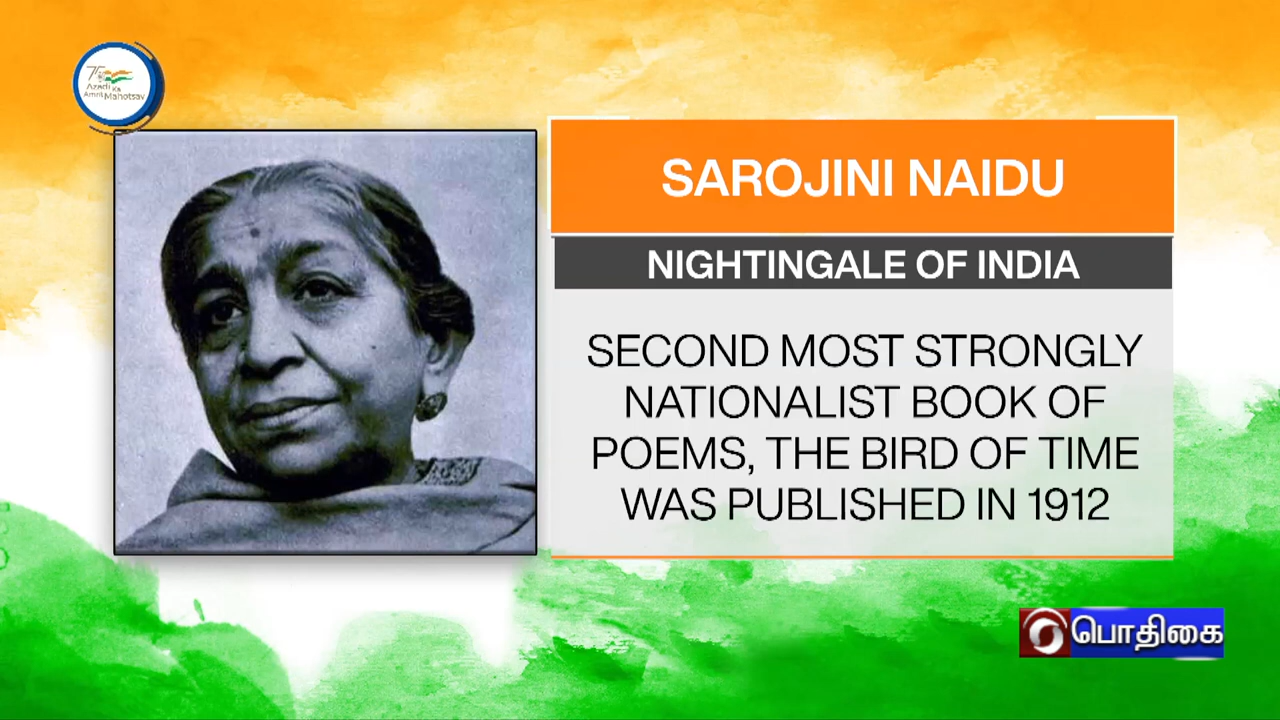 75
Azadi Ka
Amrit Mahotsav
SAROJINI NAIDU
NIGHTINGALE OF INDIA
SECOND MOST STRONGLY
NATIONALIST BOOK OF
POEMS, THE BIRD OF TIME
WAS PUBLISHED IN 1912
பொதிகை